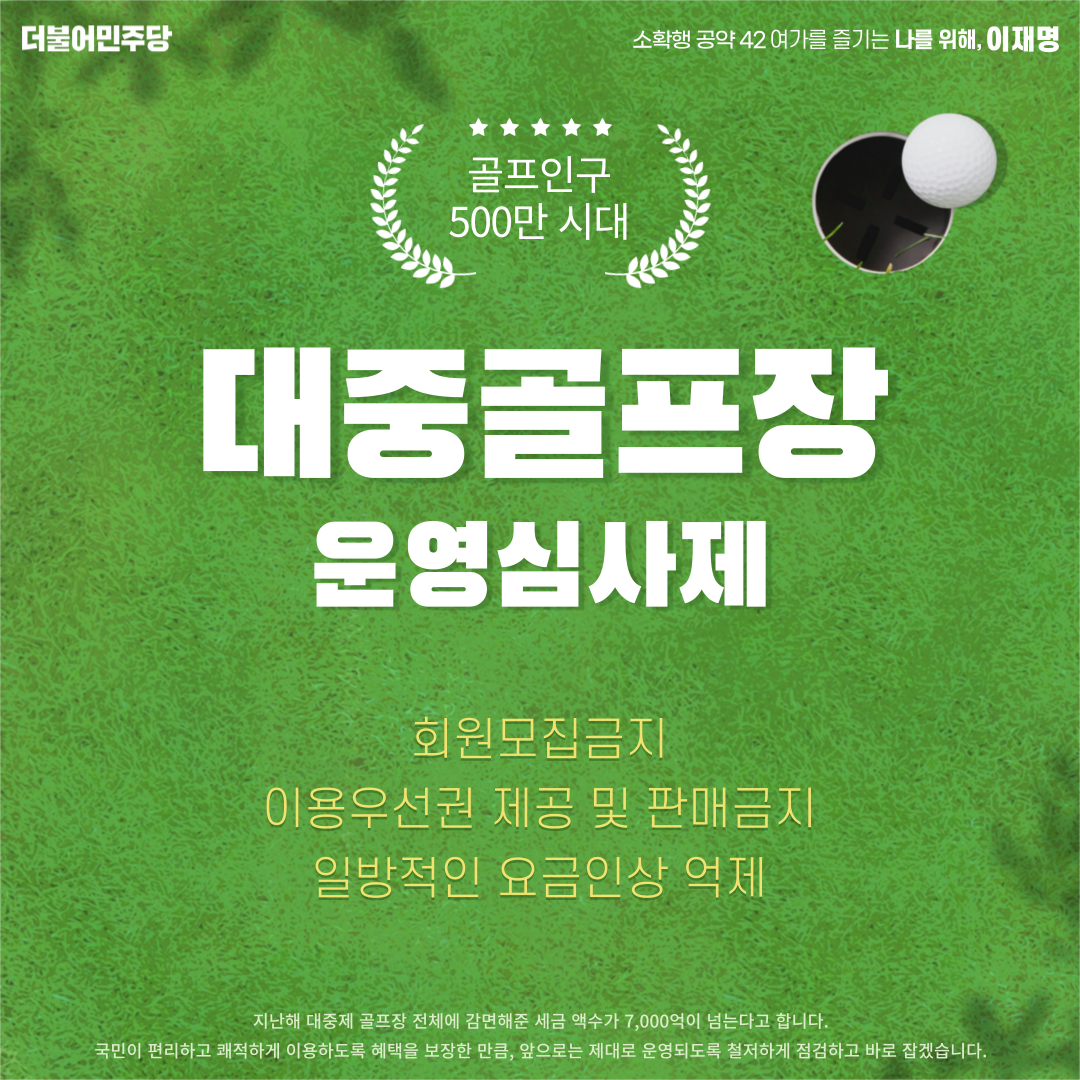 더불어민주당
소확행 공약 42 여가를 즐기는 나를 위해, 이재명
골프인구
500만 시대
대중골프장
운영심사제
회원모집금지
이용우선권 제공 및 판매금지
일방적인 요금인상 억제
지난해 대중제 골프장 전체에 감면해준 세금 액수가 7,000억이 넘는다고 합니다.
국민이 편리하고 쾌적하게 이용하도록 혜택을 보장한 만큼, 앞으로는 제대로 운영되도록 철저하게 점검하고 바로 잡겠습니다.